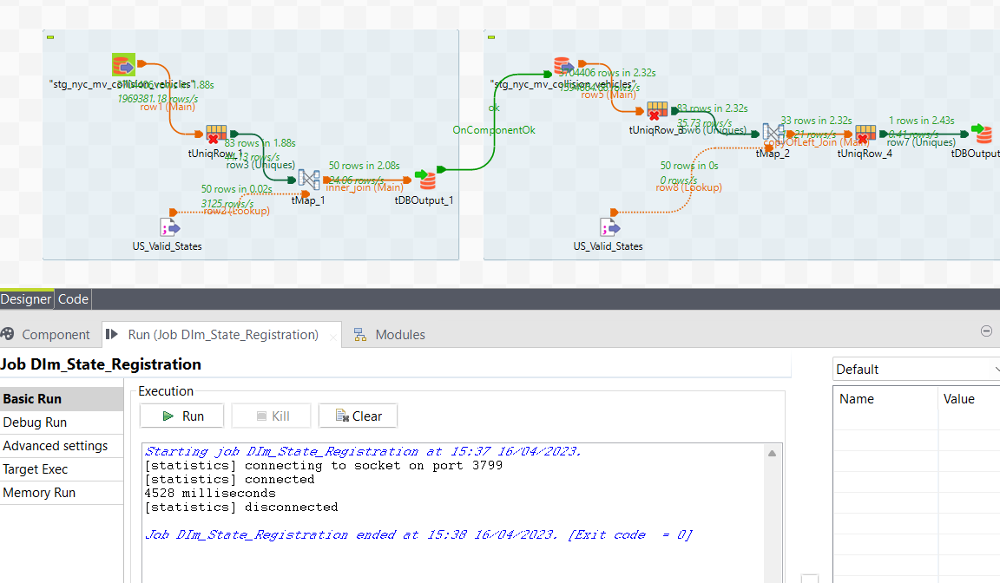 "stg_nyc_mv_collision_vehicles"
3704406 rows in 1.88s
1969381.18 rows/s
row1 (Main)
tUniqRow_1
83 rows in 1.88s
44.13 rows/s
row3 (Uniques)
50 rows in 0.02s
3125 rows/s
row2 (Lookup)
tMap_1
50 rows in 2.08s
24.06 rows/s
inner_join (Main)
tDBOutput_1
US_Valid_States
ok
OnComponentOk
"stg_nyc_mv_collision_vehicles"
3704406 rows in 2.32s
rows/s
row5 (Main)
83 rows in 2.32s
35.73 rows/s
(Uniques)
50 rows in 0s
0 rows/s
row8 (Lookup)
tMap_2
33 rows in 2.32s
rows/s
copyOfLeft_Join (Main)
tUniqRow_4
1 rows in 2.43s
0.41 rows/s
row7 (Uniques)
tDBOutput
US_Valid_States
Designer
Code
Component
Run (Job DIm_State_Registration)
Modules
Job DIm_State_Registration
Default
Basic Run
Debug Run
Advanced settings
Target Exec
Memory Run
Execution
Run
Kill
Clear
Name
Value
Starting job DIm_State_Registration at 15:37 16/04/2023.
[statistics] connecting to socket on port 3799
[statistics] connected
4528 milliseconds
[statistics] disconnected
Job DIm_State_Registration ended at 15:38 16/04/2023. [Exit code  = 0]